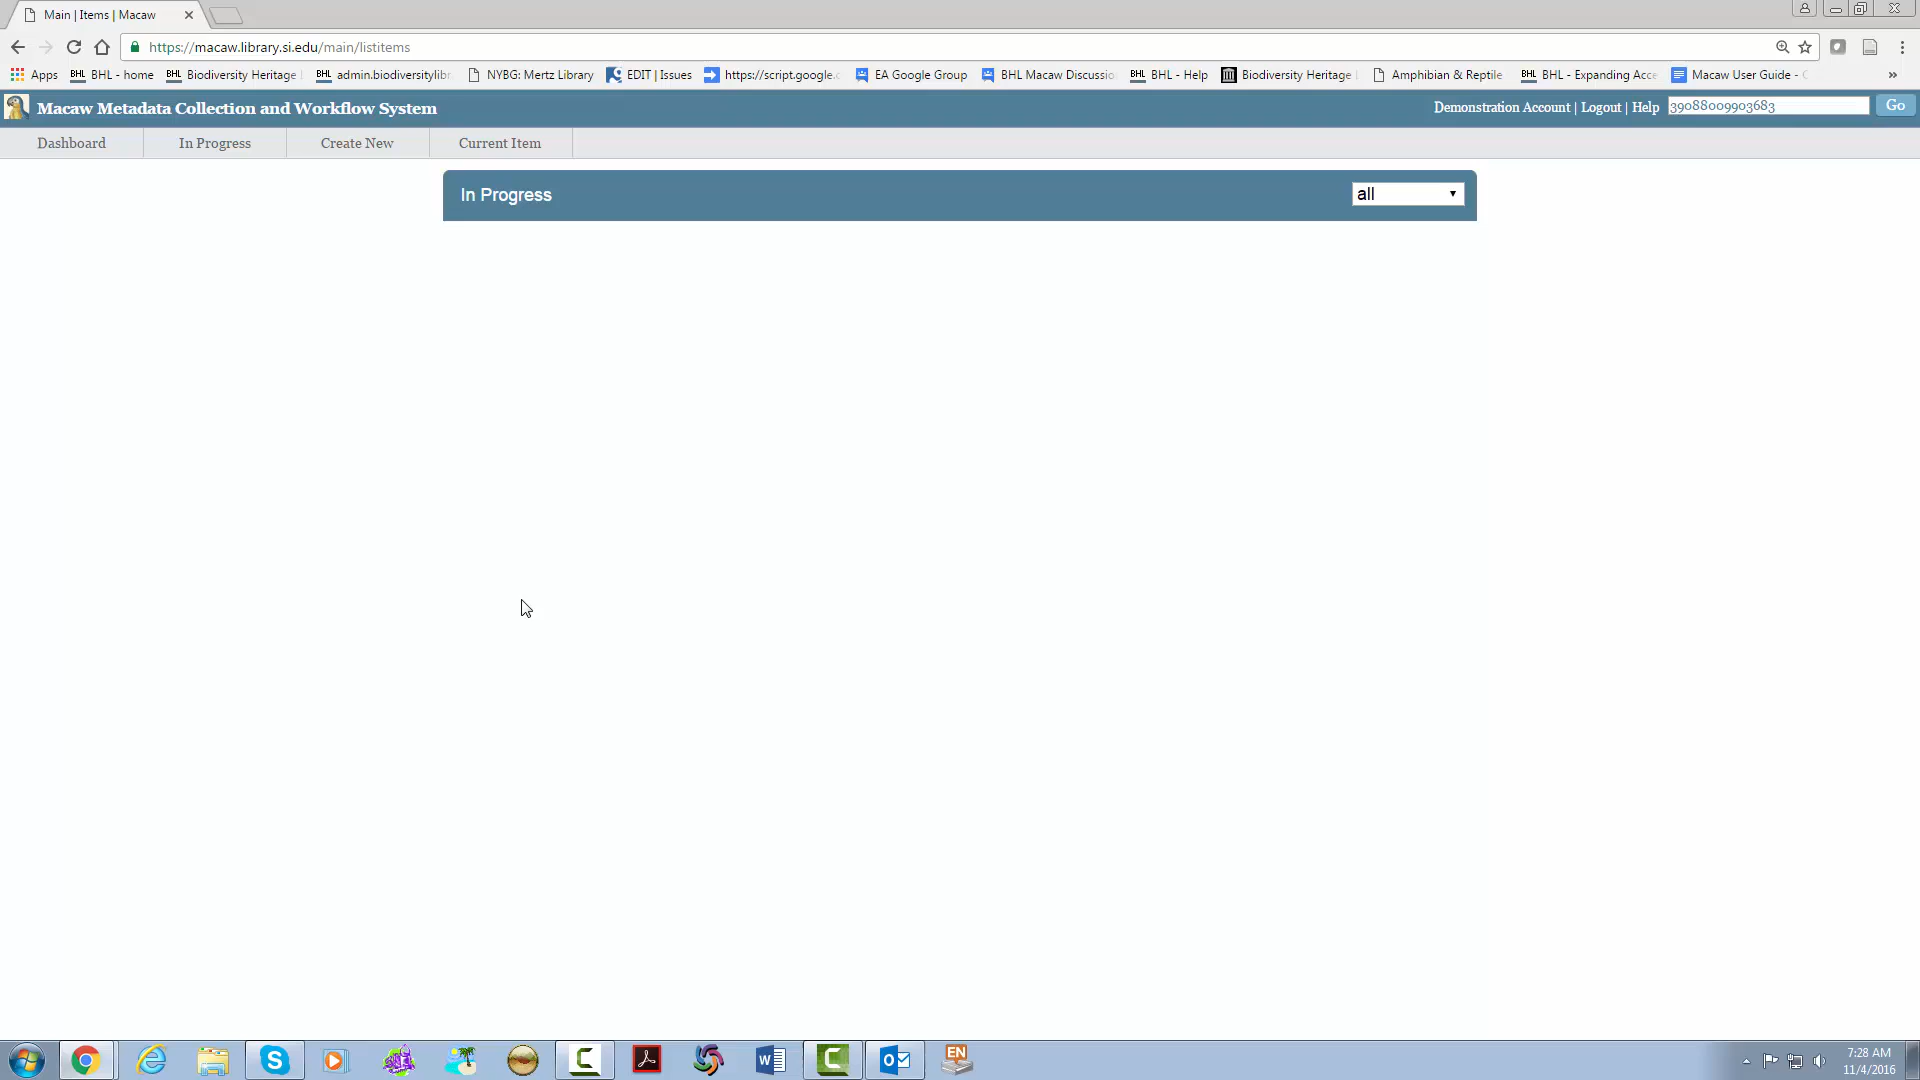 Main | Items | Macaw
https://macaw.library.si.edu/main/listitems
Apps BHL - home Biodiversity Heritage admin.biodiversitylibr NYBG: Mertz Library EDIT | Issues https://script.google.c EA Google Group BHL Macaw Discussio BHL - Help Biodiversity Heritage Amphibian & Reptile BHL - Expanding Acce Macaw User Guide - »
Macaw Metadata Collection and Workflow System Demonstration Account | Logout | Help 39088009903683 Go
Dashboard In Progress Create New Current Item
In Progress all
7:28 AM
11/4/2016